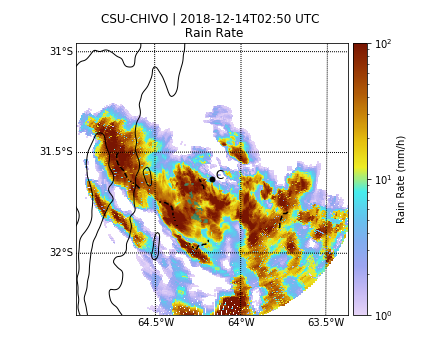 CSU-CHIVO | 2018-12-14T02:50 UTC
Rain Rate
31°S
31.5°S
32°S
64.5°W
64°W
63.5°W
C
10²
10¹
10⁰
Rain Rate (mm/h)